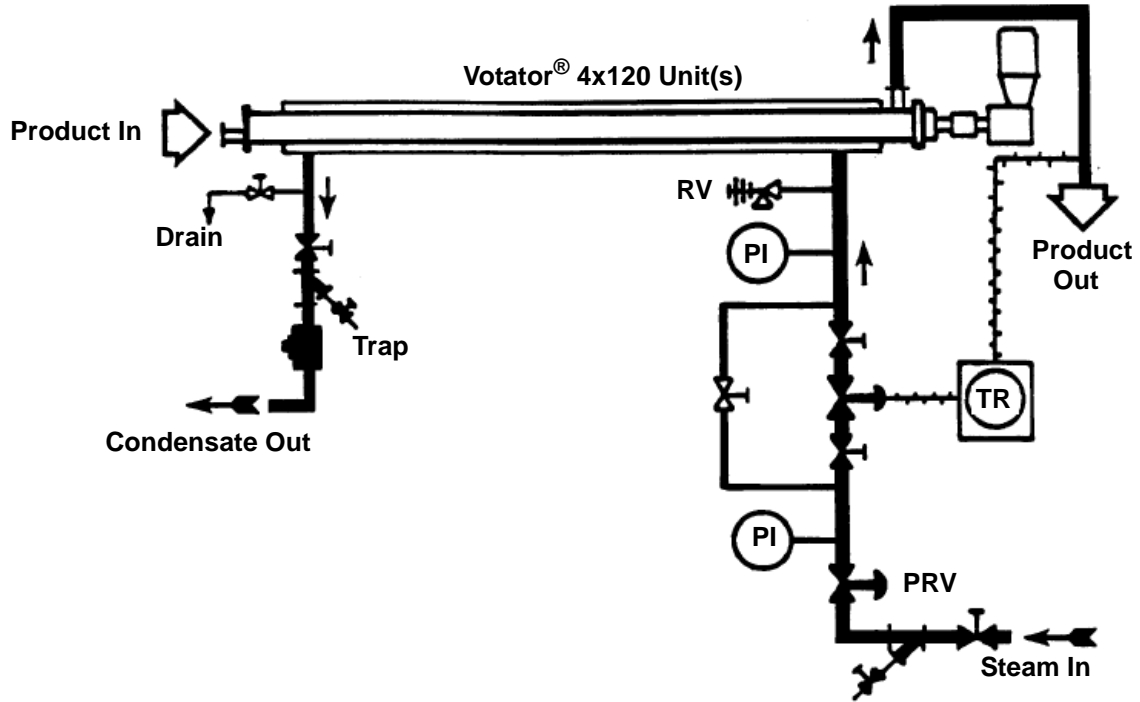 Votator® 4x120 Unit(s)
Product In
RV
Drain
PI
Product
Out
Trap
TR
Condensate Out
PI
PRV
Steam In